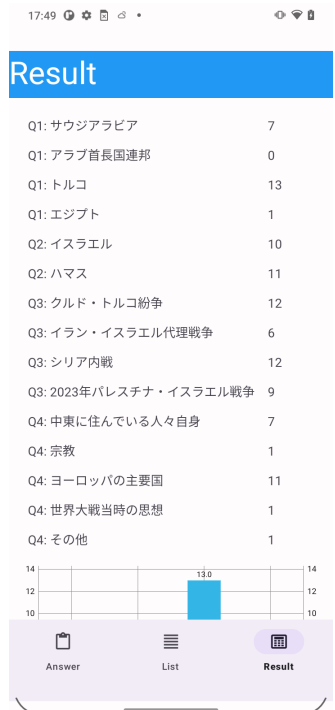 17:49
Result
Q1: サウジアラビア 7
Q1: アラブ首長国連邦 0
Q1: トルコ 13
Q1: エジプト 1
Q2: イスラエル 10
Q2: ハマス 11
Q3: クルド・トルコ紛争 12
Q3: イラン・イスラエル代理戦争 6
Q3: シリア内戦 12
Q3: 2023年パレスチナ・イスラエル戦争 9
Q4: 中東に住んでいる人々自身 7
Q4: 宗教 1
Q4: ヨーロッパの主要国 11
Q4: 世界大戦当時の思想 1
Q4: その他 1
14 13.0 14
12 12
10 10
Answer List Result